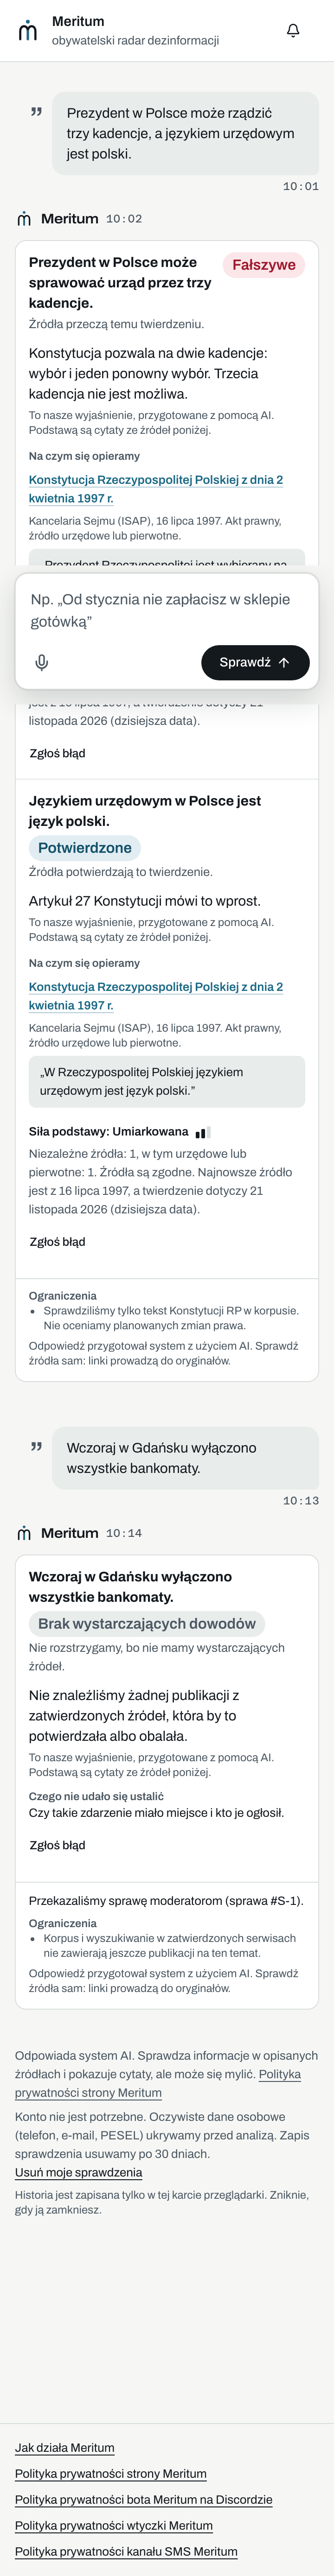 Meritum
obywatelski radar dezinformacji
” Prezydent w Polsce może rządzić
trzy kadencje, a językiem urzędowym
jest polski.
10:01
Meritum 10:02
Prezydent w Polsce może
sprawować urząd przez trzy
kadencje.
Fałszywe
Źródła przeczą temu twierdzeniu.
Konstytucja pozwala na dwie kadencje:
wybór i jeden ponowny wybór. Trzecia
kadencja nie jest możliwa.
To nasze wyjaśnienie, przygotowane z pomocą AI.
Podstawą są cytaty ze źródeł poniżej.
Na czym się opieramy
Konstytucja Rzeczypospolitej Polskiej z dnia 2
kwietnia 1997 r.
Kancelaria Sejmu (ISAP), 16 lipca 1997. Akt prawny,
źródło urzędowe lub pierwotne.
Np. „Od stycznia nie zapłacisz w sklepie
gotówką”
Sprawdź
listopada 2026 (dzisiejsza data).
Zgłoś błąd
Językiem urzędowym w Polsce jest
język polski.
Potwierdzone
Źródła potwierdzają to twierdzenie.
Artykuł 27 Konstytucji mówi to wprost.
To nasze wyjaśnienie, przygotowane z pomocą AI.
Podstawą są cytaty ze źródeł poniżej.
Na czym się opieramy
Konstytucja Rzeczypospolitej Polskiej z dnia 2
kwietnia 1997 r.
Kancelaria Sejmu (ISAP), 16 lipca 1997. Akt prawny,
źródło urzędowe lub pierwotne.
„W Rzeczypospolitej Polskiej językiem
urzędowym jest język polski.”
Siła podstawy: Umiarkowana
Niezależne źródła: 1, w tym urzędowe lub
pierwotne: 1. Źródła są zgodne. Najnowsze źródło
jest z 16 lipca 1997, a twierdzenie dotyczy 21
listopada 2026 (dzisiejsza data).
Zgłoś błąd
Ograniczenia
• Sprawdziliśmy tylko tekst Konstytucji RP w korpusie.
Nie oceniamy planowanych zmian prawa.
Odpowiedź przygotował system z użyciem AI. Sprawdź
źródła sam: linki prowadzą do oryginałów.
” Wczoraj w Gdańsku wyłączono
wszystkie bankomaty.
10:13
Meritum 10:14
Wczoraj w Gdańsku wyłączono
wszystkie bankomaty.
Brak wystarczających dowodów
Nie rozstrzygamy, bo nie mamy wystarczających
źródeł.
Nie znaleźliśmy żadnej publikacji z
zatwierdzonych źródeł, która by to
potwierdzała albo obalała.
To nasze wyjaśnienie, przygotowane z pomocą AI.
Podstawą są cytaty ze źródeł poniżej.
Czego nie udało się ustalić
Czy takie zdarzenie miało miejsce i kto je ogłosił.
Zgłoś błąd
Przekazaliśmy sprawę moderatorom (sprawa #S-1).
Ograniczenia
• Korpus i wyszukiwanie w zatwierdzonych serwisach
nie zawierają jeszcze publikacji na ten temat.
Odpowiedź przygotował system z użyciem AI. Sprawdź
źródła sam: linki prowadzą do oryginałów.
Odpowiada system AI. Sprawdza informacje w opisanych
źródłach i pokazuje cytaty, ale może się mylić. Polityka
prywatności strony Meritum
Konto nie jest potrzebne. Oczywiste dane osobowe
(telefon, e-mail, PESEL) ukrywamy przed analizą. Zapis
sprawdzenia usuwamy po 30 dniach.
Usuń moje sprawdzenia
Historia jest zapisana tylko w tej karcie przeglądarki. Zniknie,
gdy ją zamkniesz.
Jak działa Meritum
Polityka prywatności strony Meritum
Polityka prywatności bota Meritum na Discordzie
Polityka prywatności wtyczki Meritum
Polityka prywatności kanału SMS Meritum